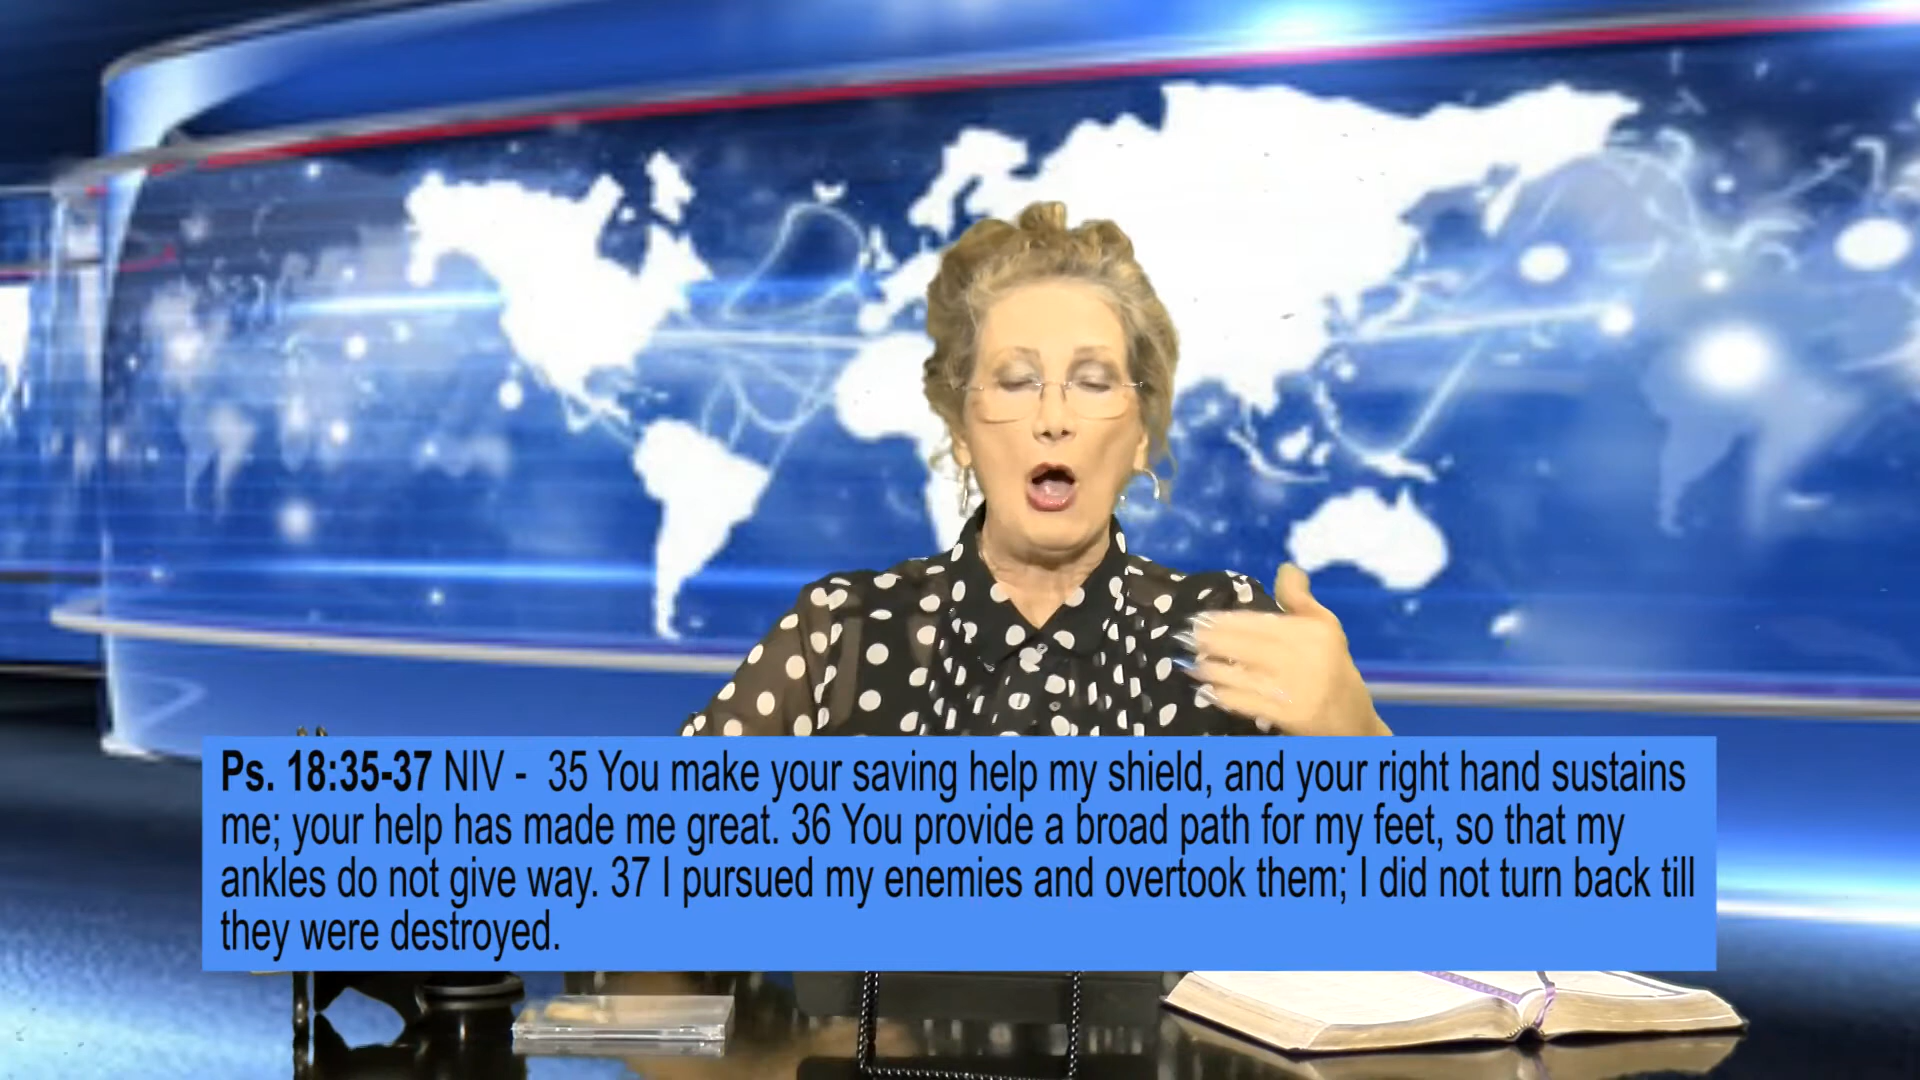 Ps. 18:35-37 NIV -  35 You make your saving help my shield, and your right hand sustains
me; your help has made me great. 36 You provide a broad path for my feet, so that my
ankles do not give way. 37 I pursued my enemies and overtook them; I did not turn back till
they were destroyed.